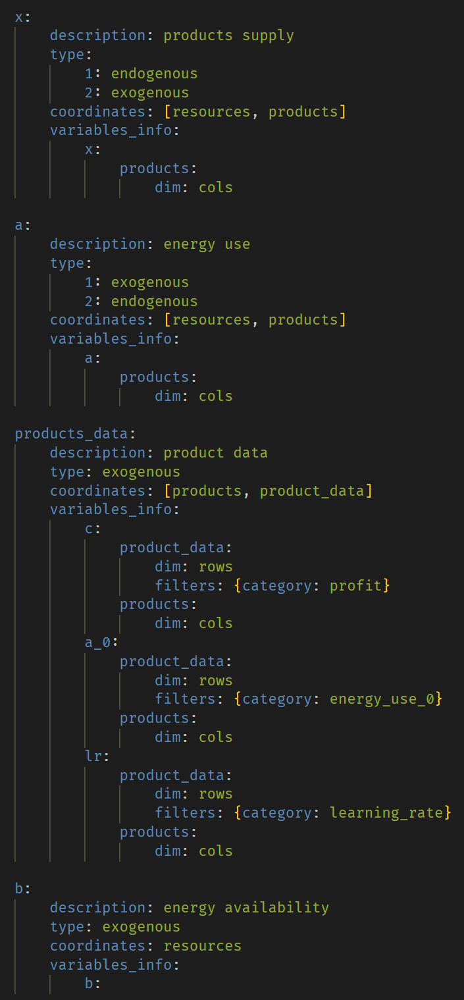 x:
    description: products supply
    type:
        1: endogenous
        2: exogenous
    coordinates: [resources, products]
    variables_info:
        x:
            products:
                dim: cols

a:
    description: energy use
    type:
        1: exogenous
        2: endogenous
    coordinates: [resources, products]
    variables_info:
        a:
            products:
                dim: cols

products_data:
    description: product data
    type: exogenous
    coordinates: [products, product_data]
    variables_info:
        c:
            product_data:
                dim: rows
                filters: {category: profit}
            products:
                dim: cols
        a_0:
            product_data:
                dim: rows
                filters: {category: energy_use_0}
            products:
                dim: cols
        lr:
            product_data:
                dim: rows
                filters: {category: learning_rate}
            products:
                dim: cols

b:
    description: energy availability
    type: exogenous
    coordinates: resources
    variables_info:
        b: